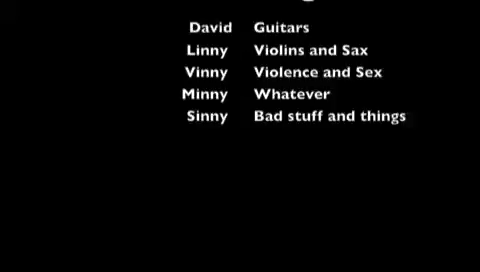 David Guitars
Linny Violins and Sax
Vinny Violence and Sex
Minny Whatever
Sinny Bad stuff and things